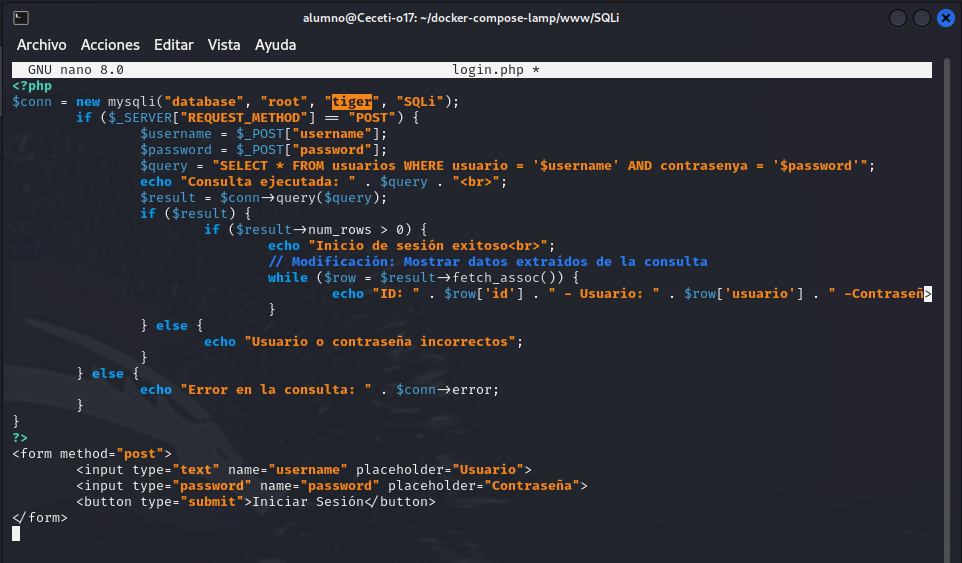 alumno@Ceceti-o17: ~/docker-compose-lamp/www/SQLi
Archivo Acciones Editar Vista Ayuda
GNU nano 8.0 login.php *
<?php
$conn = new mysqli("database", "root", "tiger", "SQLi");
if ($_SERVER["REQUEST_METHOD"] == "POST") {
$username = $_POST["username"];
$password = $_POST["password"];
$query = "SELECT * FROM usuarios WHERE usuario = '$username' AND contrasenya = '$password'";
echo "Consulta ejecutada: " . $query . "<br>";
$result = $conn->query($query);
if ($result) {
if ($result->num_rows > 0) {
echo "Inicio de sesión exitoso<br>";
// Modificación: Mostrar datos extraídos de la consulta
while ($row = $result->fetch_assoc()) {
echo "ID: " . $row['id'] . " - Usuario: " . $row['usuario'] . " -Contraseñ>
}
} else {
echo "Usuario o contraseña incorrectos";
}
} else {
echo "Error en la consulta: " . $conn->error;
}
}
?>
<form method="post">
<input type="text" name="username" placeholder="Usuario">
<input type="password" name="password" placeholder="Contraseña">
<button type="submit">Iniciar Sesión</button>
</form>